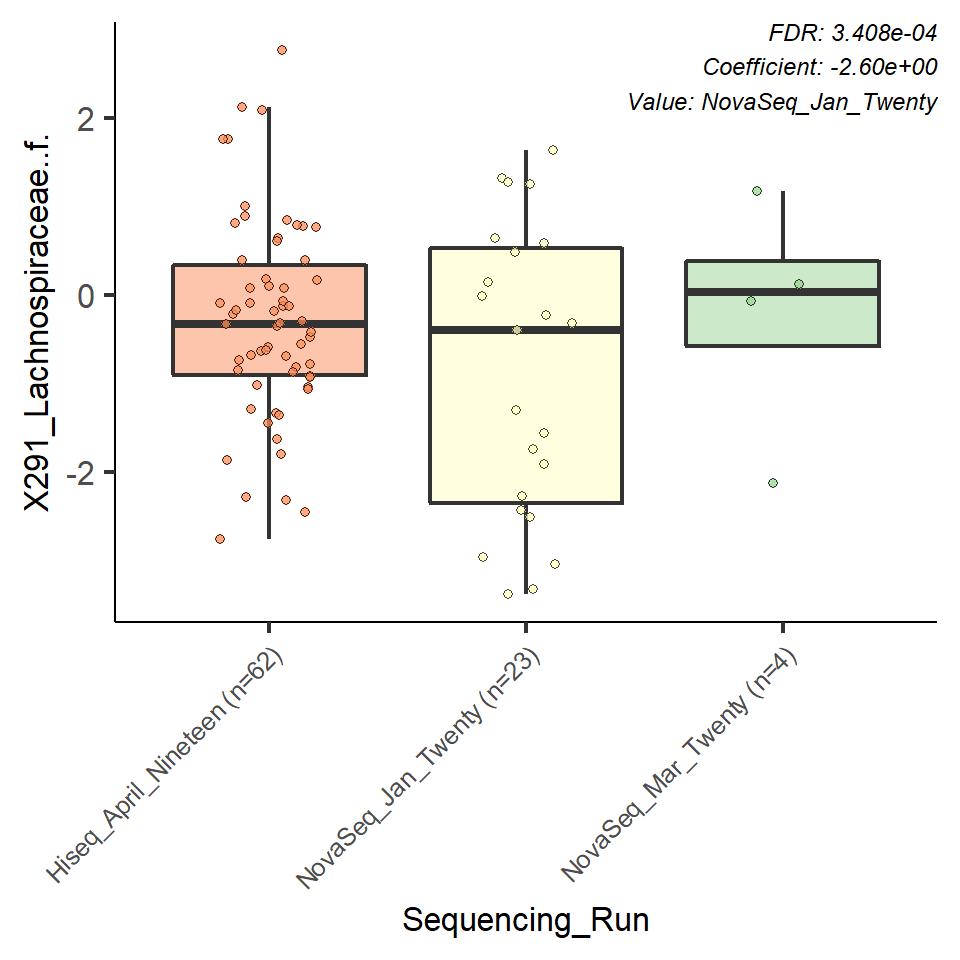 FDR: 3.408e-04
Coefficient: -2.60e+00
Value: NovaSeq_Jan_Twenty
X291_Lachnospiraceae..f.
2
0
-2
Hiseq_April_Nineteen (n=62)
NovaSeq_Jan_Twenty (n=23)
NovaSeq_Mar_Twenty (n=4)
Sequencing_Run